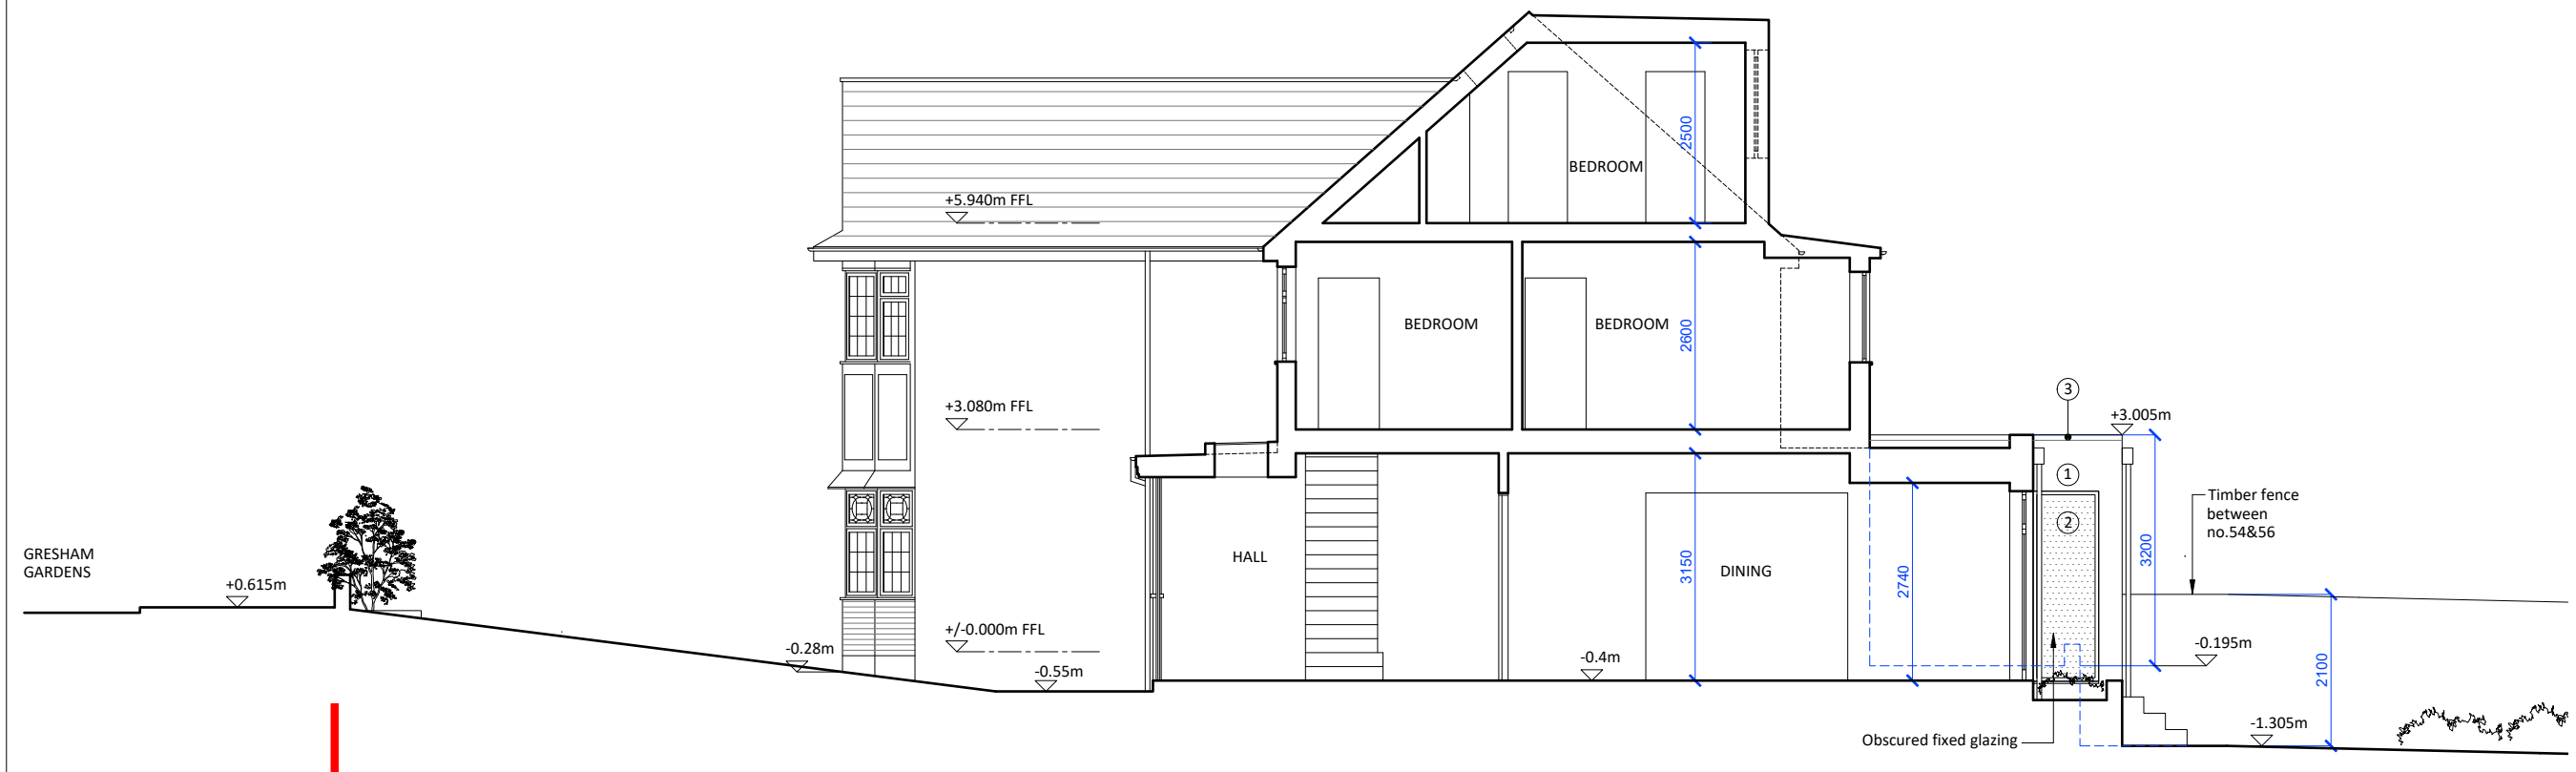 2500
BEDROOM
+5.940m FFL
BEDROOM
BEDROOM
2600
3
+3.080m FFL
+3.005m
1
Timber fence
between
no.54&56
2
3200
GRESHAM
GARDENS
HALL
3150
DINING
2740
+0.615m
+/-0.000m FFL
-0.28m
-0.55m
-0.4m
-0.195m
2100
-1.305m
Obscured fixed glazing